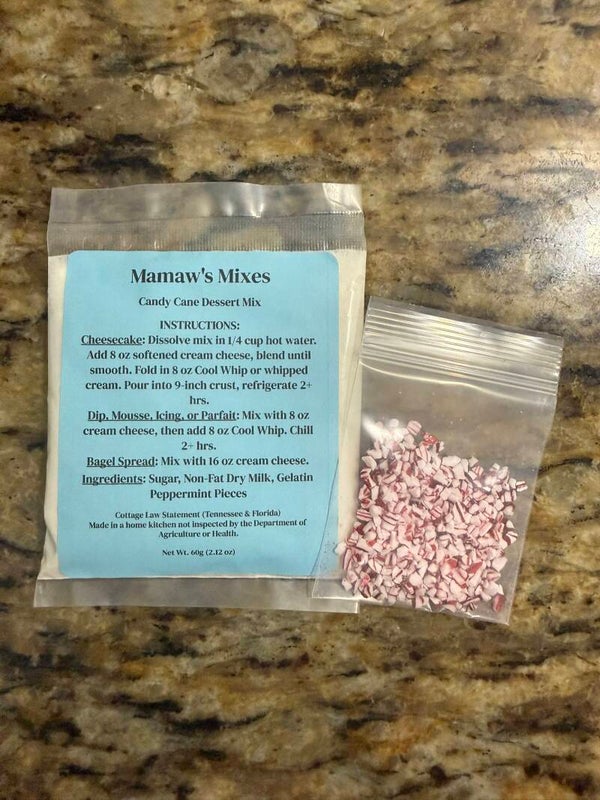 Mamaw's Mixes
Candy Cane Dessert Mix
INSTRUCTIONS:
Cheesecake: Dissolve mix in 1/4 cup hot water.
Add 8 oz softened cream cheese, blend until
smooth. Fold in 8 oz Cool Whip or whipped
cream. Pour into 9-inch crust, refrigerate 2+
hrs.
Dip, Mousse, Icing, or Parfait: Mix with 8 oz
cream cheese, then add 8 oz Cool Whip. Chill
2+ hrs.
Bagel Spread: Mix with 16 oz cream cheese.
Ingredients: Sugar, Non-Fat Dry Milk, Gelatin
Peppermint Pieces
Cottage Law Statement (Tennessee & Florida)
Made in a home kitchen not inspected by the Department of
Agriculture or Health.
Net Wt. 60g (2.12 oz)